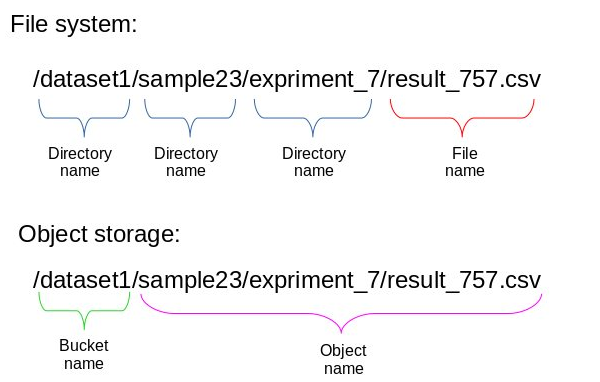 File system:
/dataset1/sample23/expriment_7/result_757.csv
Directory name
Directory name
Directory name
File name
Object storage:
/dataset1/sample23/expriment_7/result_757.csv
Bucket name
Object name